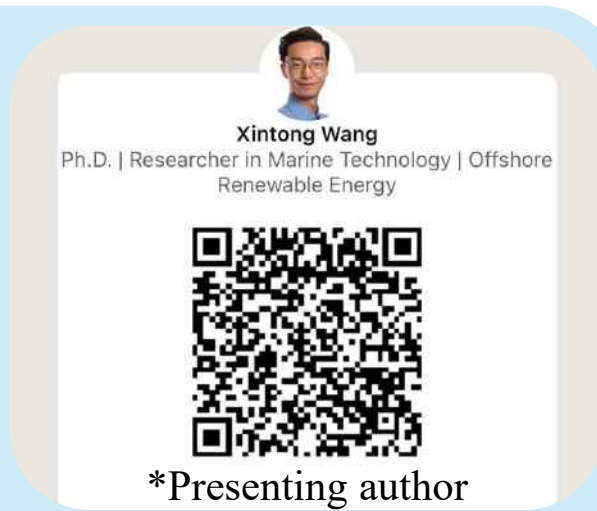 Xintong Wang
Ph.D. | Researcher in Marine Technology | Offshore
Renewable Energy
*Presenting author